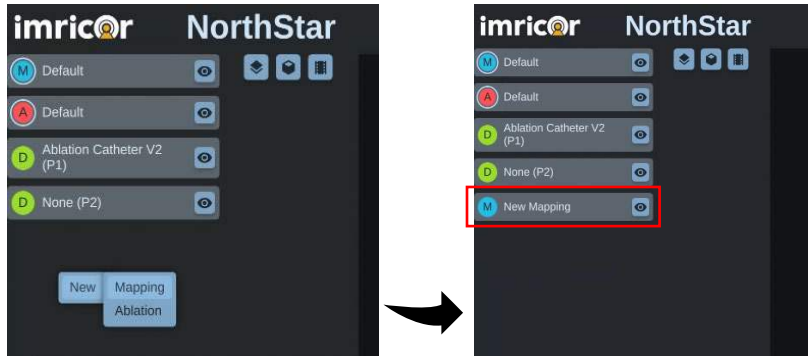 imricor NorthStar
M Default
A Default
D Ablation Catheter V2
(P1)
D None (P2)
New Mapping
Ablation
imricor NorthStar
M Default
A Default
D Ablation Catheter V2
(P1)
D None (P2)
M New Mapping